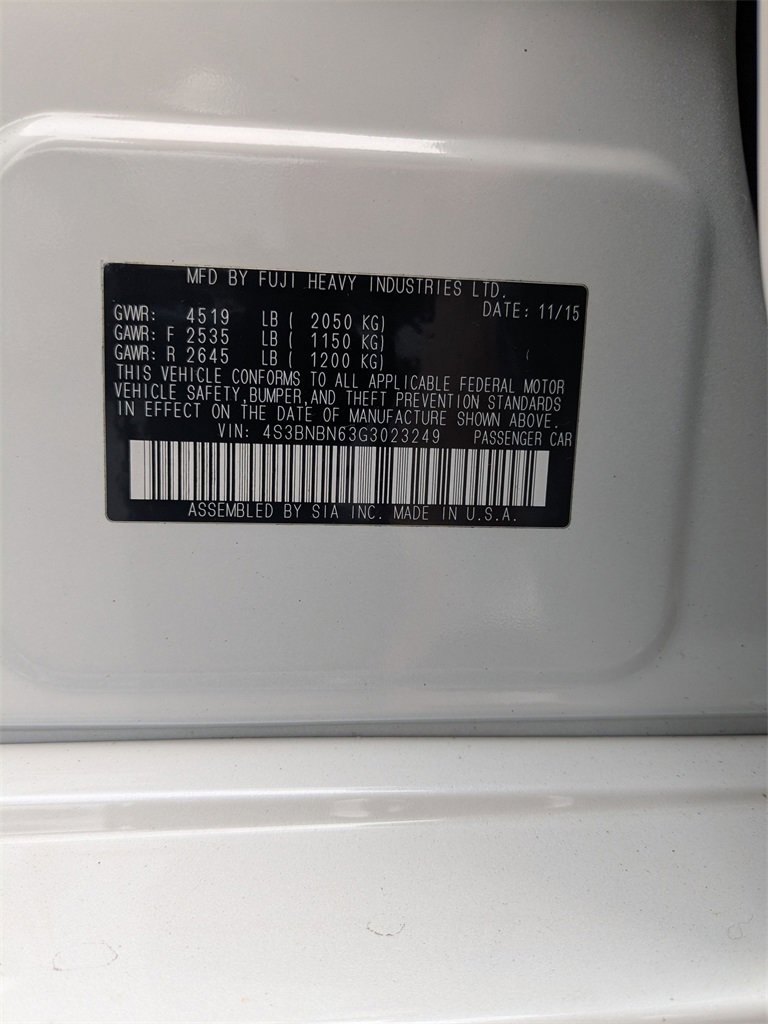 MFD BY FUJI HEAVY INDUSTRIES LTD.
DATE: 11/15
GVWR: 4519 LB ( 2050 KG)
GAWR: F 2535 LB ( 1150 KG)
GAWR: R 2645 LB ( 1200 KG)
THIS VEHICLE CONFORMS TO ALL APPLICABLE FEDERAL MOTOR
VEHICLE SAFETY,BUMPER,AND THEFT PREVENTION STANDARDS
IN EFFECT ON THE DATE OF MANUFACTURE SHOWN ABOVE.
VIN: 4S3BNBN63G3023249 PASSENGER CAR
ASSEMBLED BY SIA INC. MADE IN U.S.A.